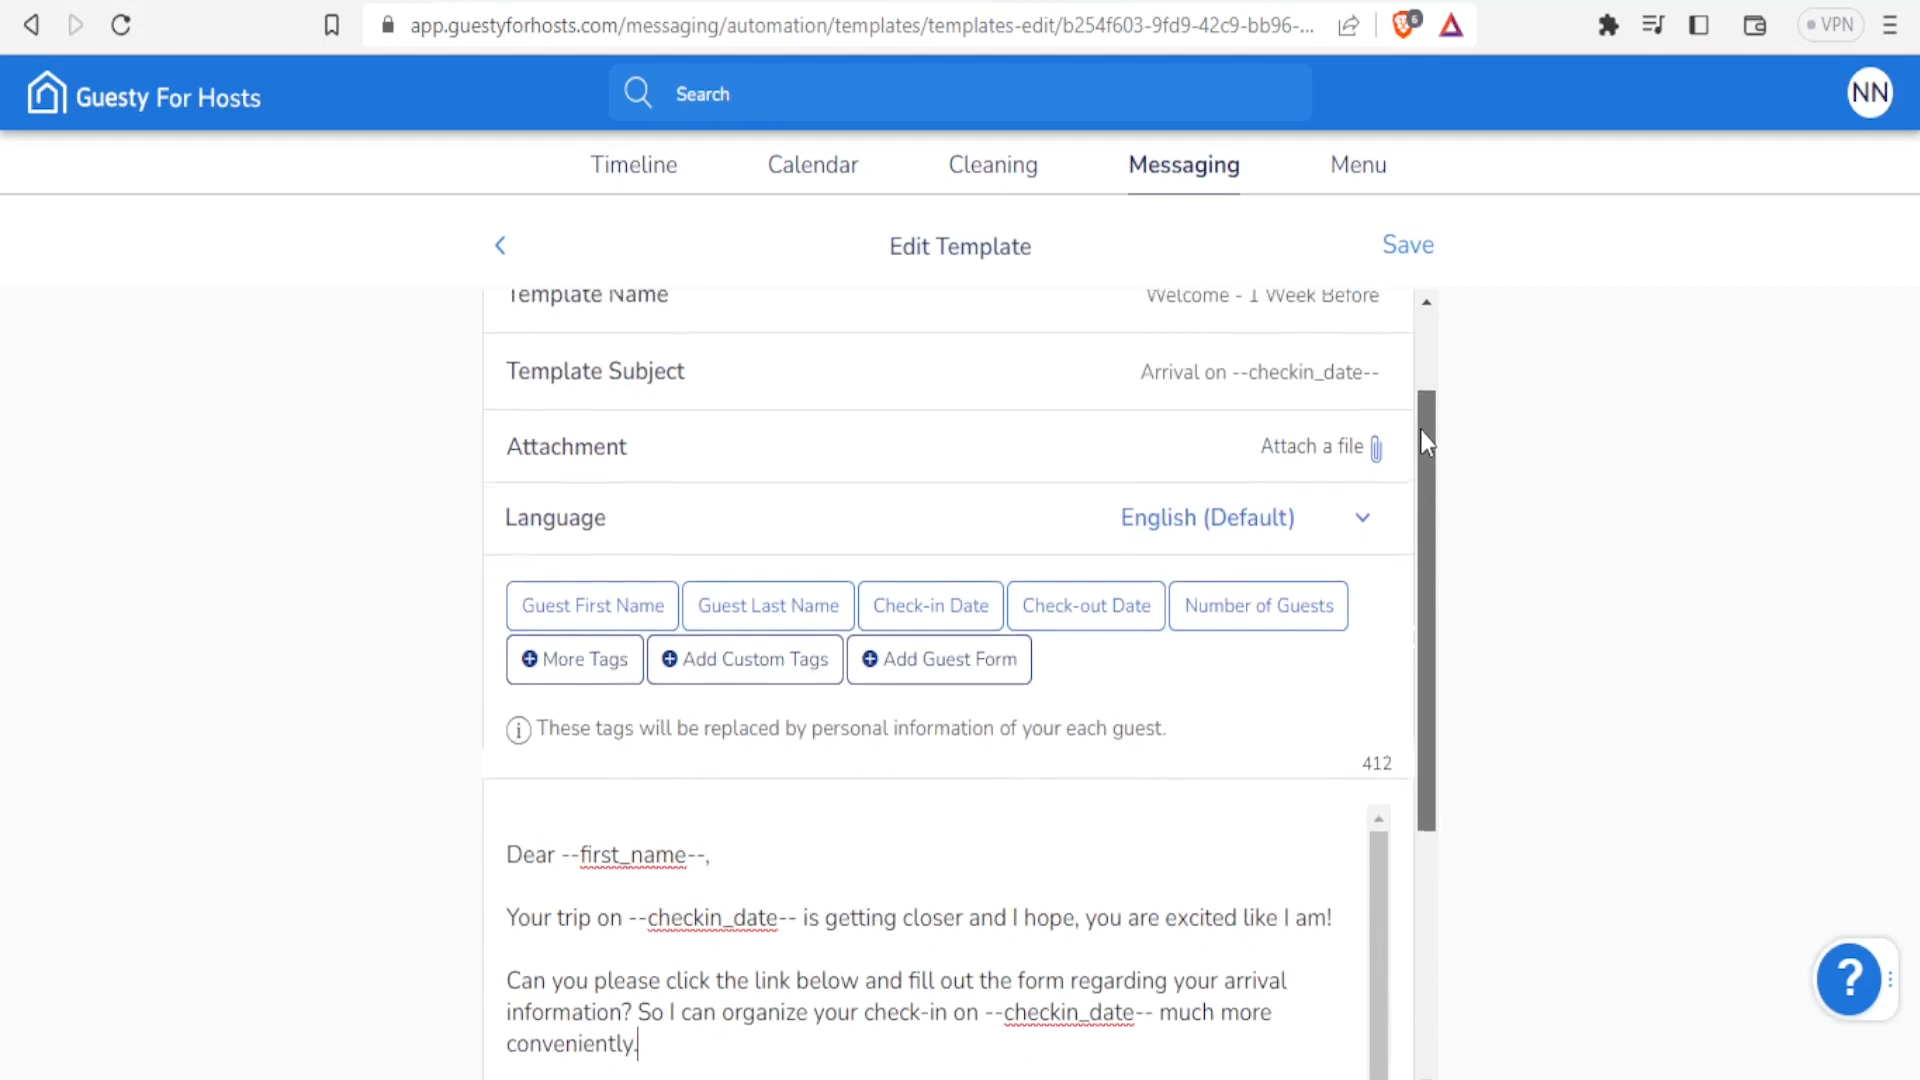 app.guestyforhosts.com/messaging/automation/templates/templates-edit/b254f603-9fd9-42c9-bb96-...
6
VPN
Guesty For Hosts
Search
NN
Timeline
Calendar
Cleaning
Messaging
Menu
Edit Template
Save
Template Name
Welcome - 1 Week Before
Template Subject
Arrival on --checkin_date--
Attachment
Attach a file
Language
English (Default)
Guest First Name
Guest Last Name
Check-in Date
Check-out Date
Number of Guests
More Tags
Add Custom Tags
Add Guest Form
These tags will be replaced by personal information of your each guest.
412
Dear --first_name--,
Your trip on --checkin_date-- is getting closer and I hope, you are excited like I am!
Can you please click the link below and fill out the form regarding your arrival
information? So I can organize your check-in on --checkin_date-- much more
conveniently.
?